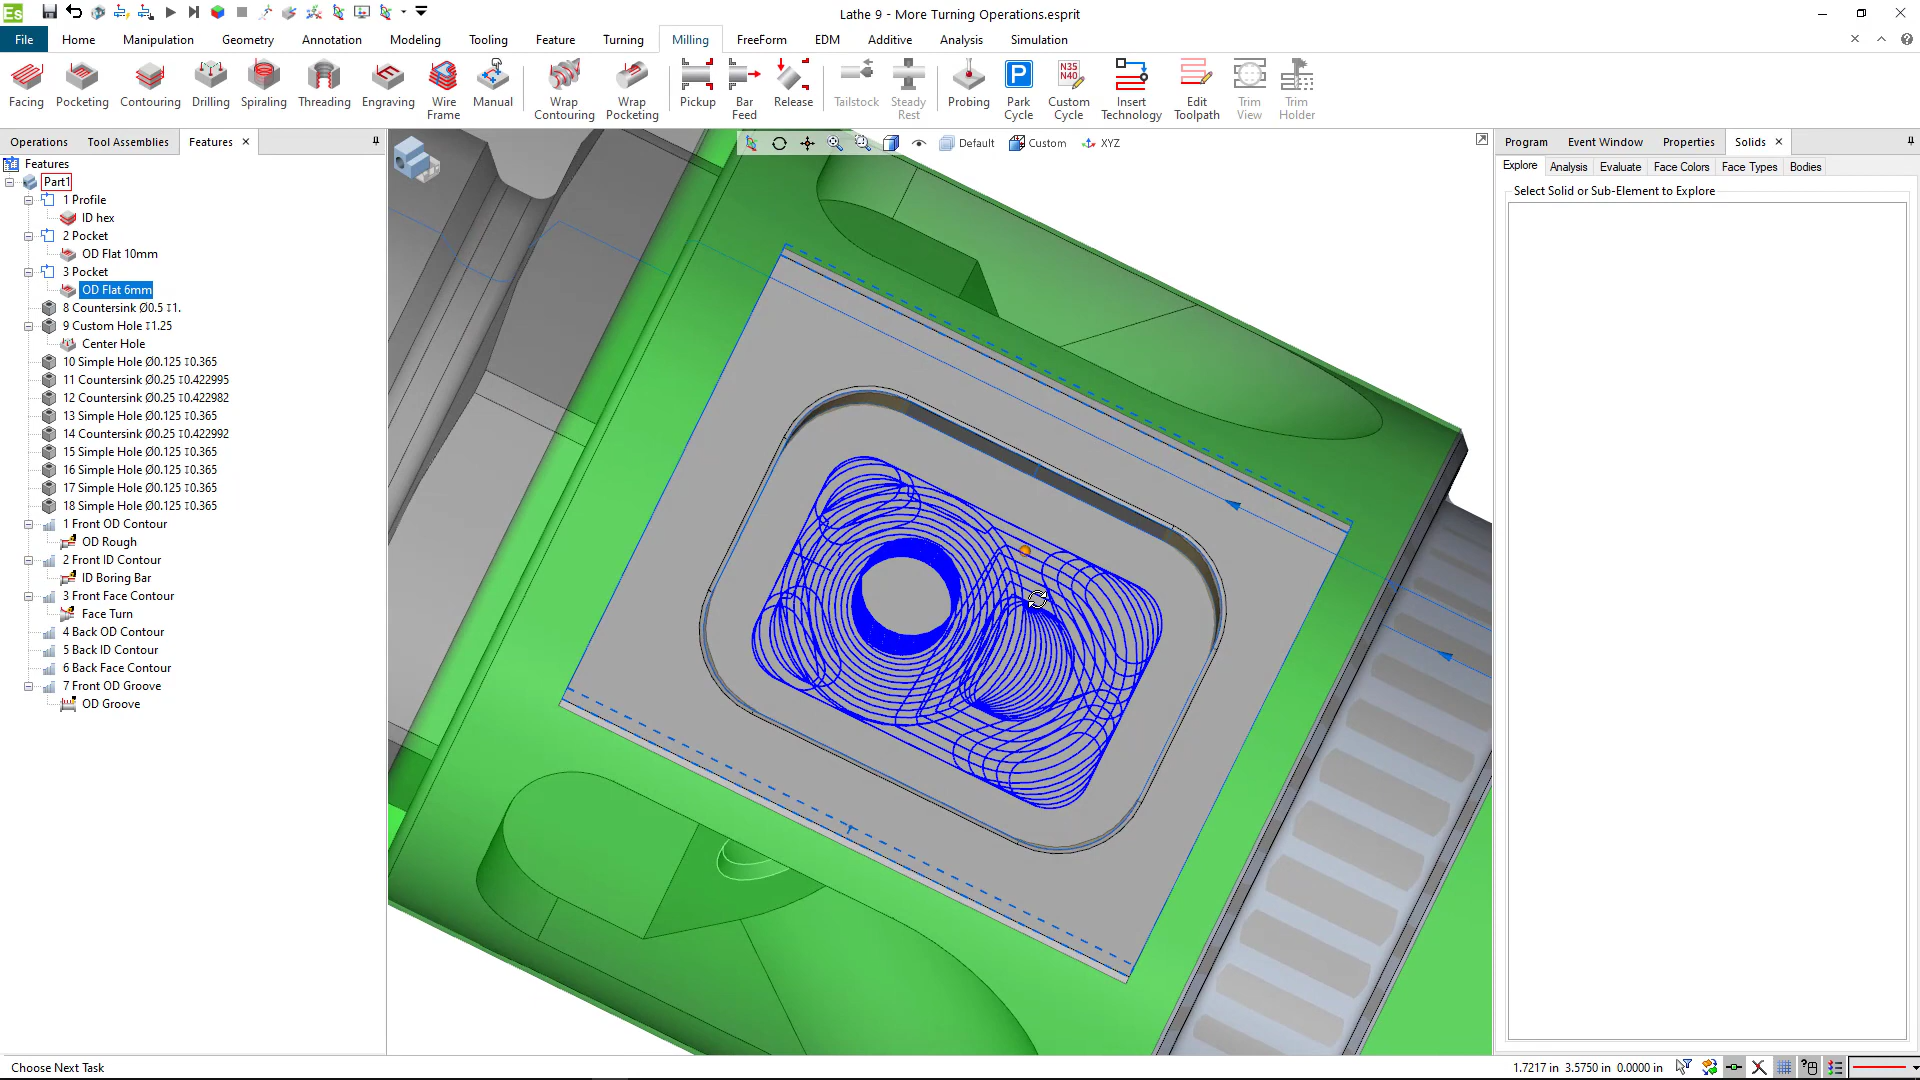 Es
Lathe 9 - More Turning Operations.esprit
File Home Manipulation Geometry Annotation Modeling Tooling Feature Turning Milling FreeForm EDM Additive Analysis Simulation
Facing Pocketing Contouring Drilling Spiraling Threading Engraving Wire Frame Manual Wrap Contouring Wrap Pocketing Pickup Bar Feed Release Tailstock Steady Rest Probing P Park Cycle N35 N40 Custom Cycle Insert Technology Edit Toolpath Trim View Trim Holder
Operations Tool Assemblies Features
Default Custom XYZ
Program Event Window Properties Solids
Explore Analysis Evaluate Face Colors Face Types Bodies
Select Solid or Sub-Element to Explore
Features
Part1
1 Profile
ID hex
2 Pocket
OD Flat 10mm
3 Pocket
OD Flat 6mm
8 Countersink Ø0.5 ↧1.
9 Custom Hole ↧1.25
Center Hole
10 Simple Hole Ø0.125 ↧0.365
11 Countersink Ø0.25 ↧0.422995
12 Countersink Ø0.25 ↧0.422982
13 Simple Hole Ø0.125 ↧0.365
14 Countersink Ø0.25 ↧0.422992
15 Simple Hole Ø0.125 ↧0.365
16 Simple Hole Ø0.125 ↧0.365
17 Simple Hole Ø0.125 ↧0.365
18 Simple Hole Ø0.125 ↧0.365
1 Front OD Contour
OD Rough
2 Front ID Contour
ID Boring Bar
3 Front Face Contour
Face Turn
4 Back OD Contour
5 Back ID Contour
6 Back Face Contour
7 Front OD Groove
OD Groove
Choose Next Task
1.7217 in 3.5750 in 0.0000 in